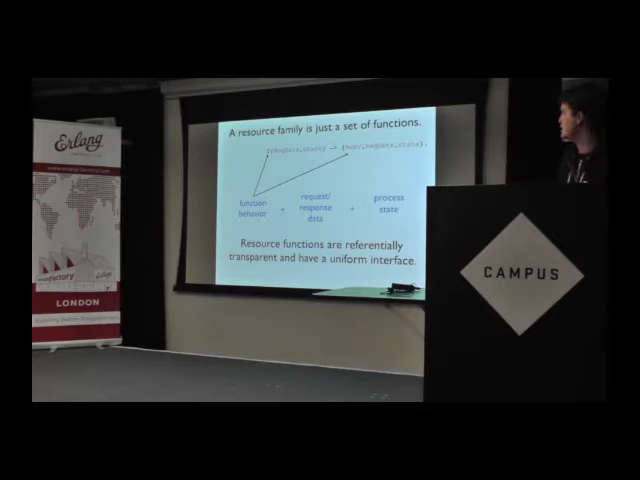 Erlang
A resource family is just a set of functions.
f(ReqData,State) -> {RetV,ReqData,State}.
function
behavior
+
request/
response
data
+
process
state
Resource functions are referentially
transparent and have a uniform interface.
CAMPUS
LONDON